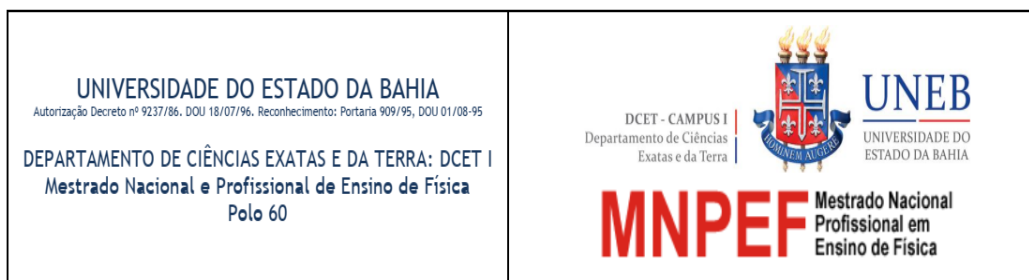 UNIVERSIDADE DO ESTADO DA BAHIA
Autorização Decreto nº 9237/86. DOU 18/07/96. Reconhecimento: Portaria 909/95, DOU 01/08-95
DEPARTAMENTO DE CIÊNCIAS EXATAS E DA TERRA: DCET I
Mestrado Nacional e Profissional de Ensino de Física
Polo 60
DCET - CAMPUS I
Departamento de Ciências
Exatas e da Terra
HOMINEM AUGERE
UNEB
UNIVERSIDADE DO
ESTADO DA BAHIA
MNPEF
Mestrado Nacional
Profissional em
Ensino de Física